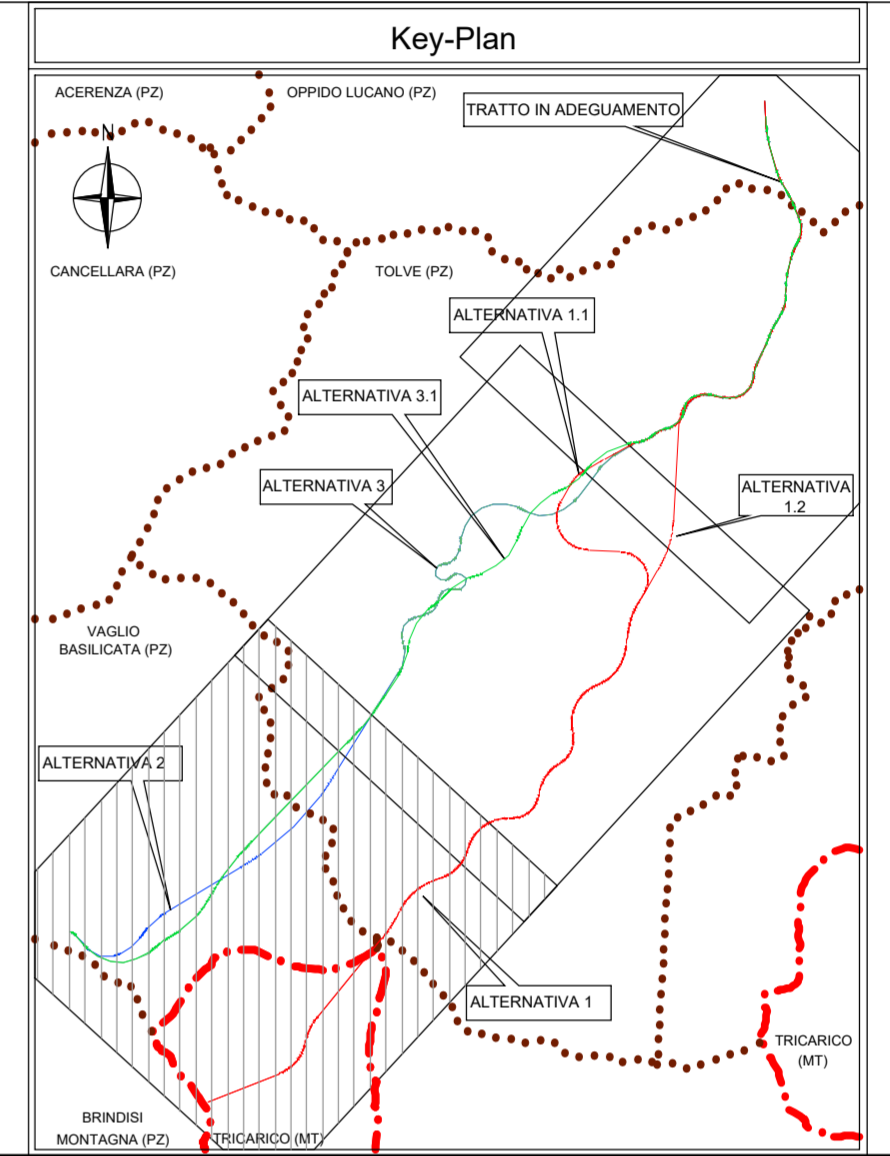 Key-Plan
ACERENZA (PZ)
OPPIDO LUCANO (PZ)
TRATTO IN ADEGUAMENTO
N
CANCELLARA (PZ)
TOLVE (PZ)
ALTERNATIVA 1.1
ALTERNATIVA 3.1
ALTERNATIVA 3
ALTERNATIVA
1.2
VAGLIO
BASILICATA (PZ)
ALTERNATIVA 2
ALTERNATIVA 1
TRICARICO
(MT)
BRINDISI
MONTAGNA (PZ)
TRICARICO (MT)